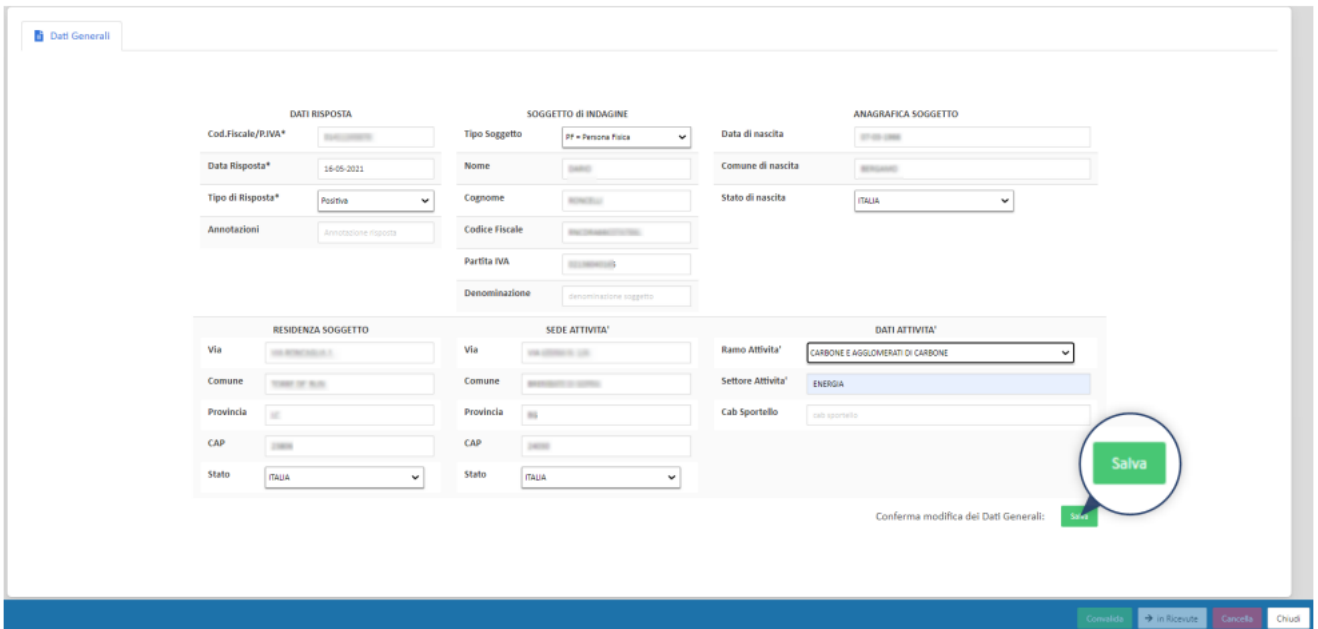 Dati Generali
DATI RISPOSTA
Cod.Fiscale/P.IVA*
Data Risposta* 16-05-2021
Tipo di Risposta* Positiva
Annotazioni Annotazione risposta
SOGGETTO di INDAGINE
Tipo Soggetto PF = Persona Fisica
Nome
Cognome
Codice Fiscale
Partita IVA
Denominazione denominazione soggetto
ANAGRAFICA SOGGETTO
Data di nascita
Comune di nascita
Stato di nascita ITALIA
RESIDENZA SOGGETTO
Via
Comune
Provincia
CAP
Stato ITALIA
SEDE ATTIVITA'
Via
Comune
Provincia
CAP
Stato ITALIA
DATI ATTIVITA'
Ramo Attivita' CARBONE E AGGLOMERATI DI CARBONE
Settore Attivita' ENERGIA
Cab Sportello cab sportello
Salva
Conferma modifica dei Dati Generali: Salva
Convalida → in Ricevute Cancella Chiudi